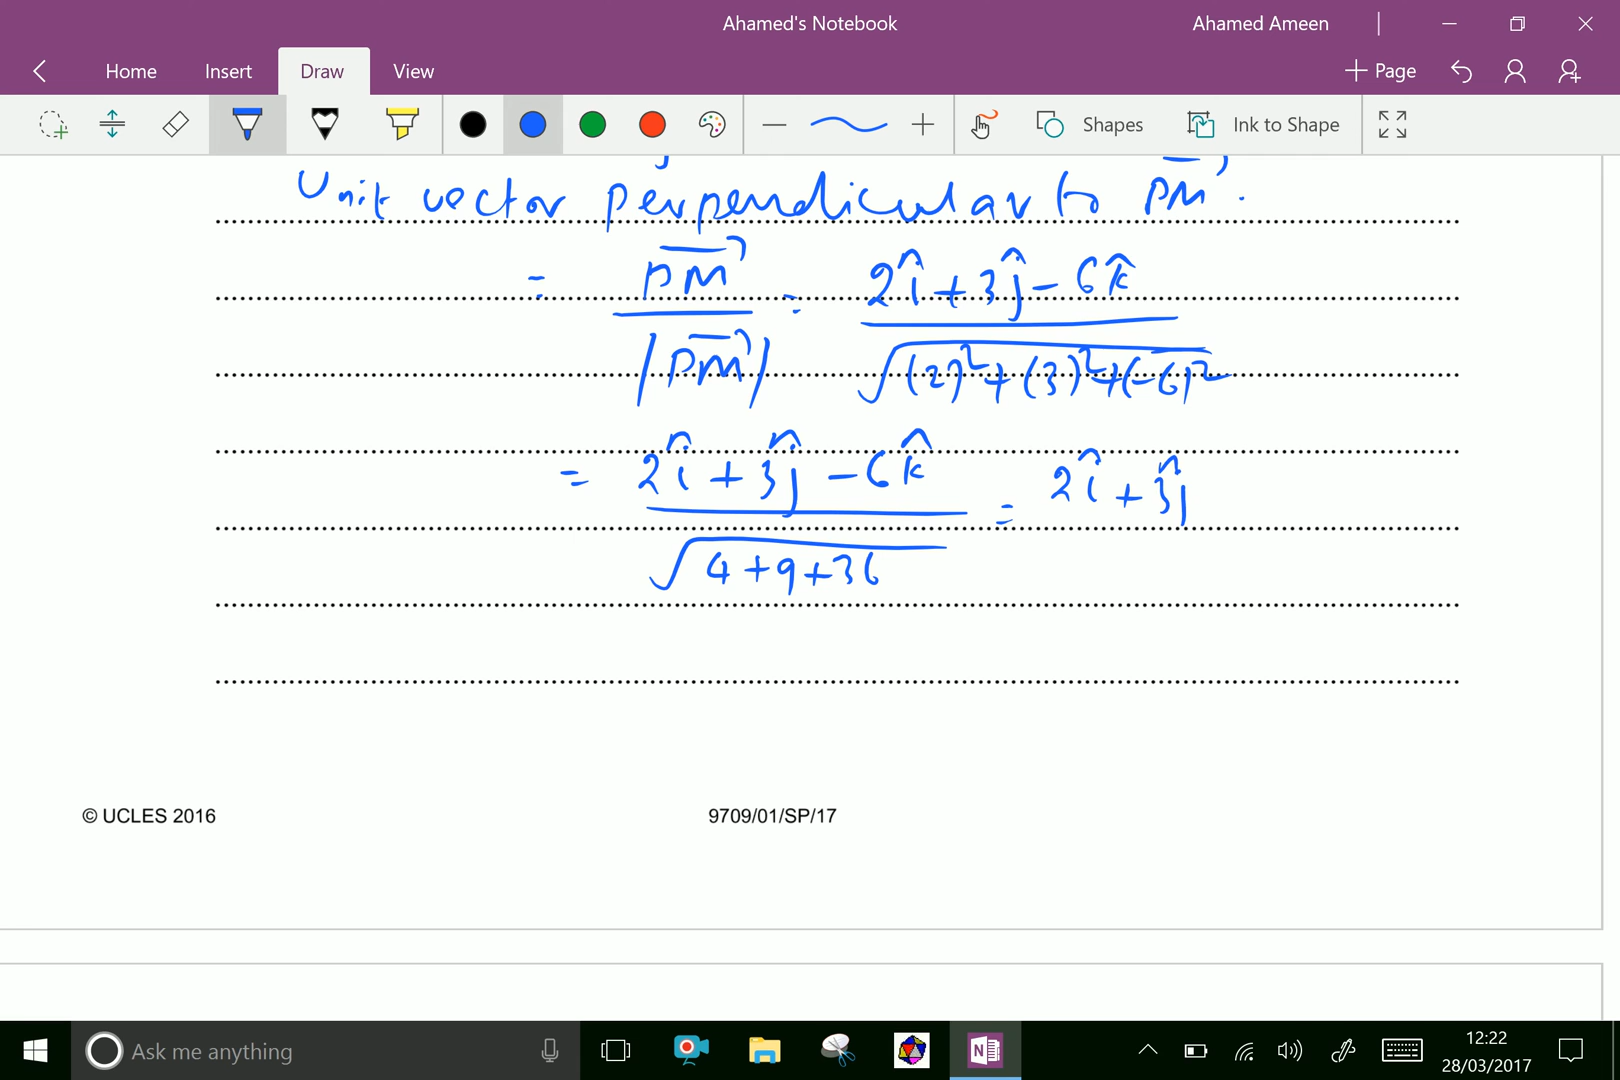 Ahamed's Notebook
Ahamed Ameen
Home Insert Draw View
Page
Shapes Ink to Shape
Unit vector perpendicular to PM⃗.
= PM⃗ / |PM⃗| = (2î + 3ĵ - 6k̂) / √((2)² + (3)² + (-6)²)
= (2î + 3ĵ - 6k̂) / √(4 + 9 + 36) = 2î + 3ĵ
© UCLES 2016
9709/01/SP/17
Ask me anything
12:22
28/03/2017